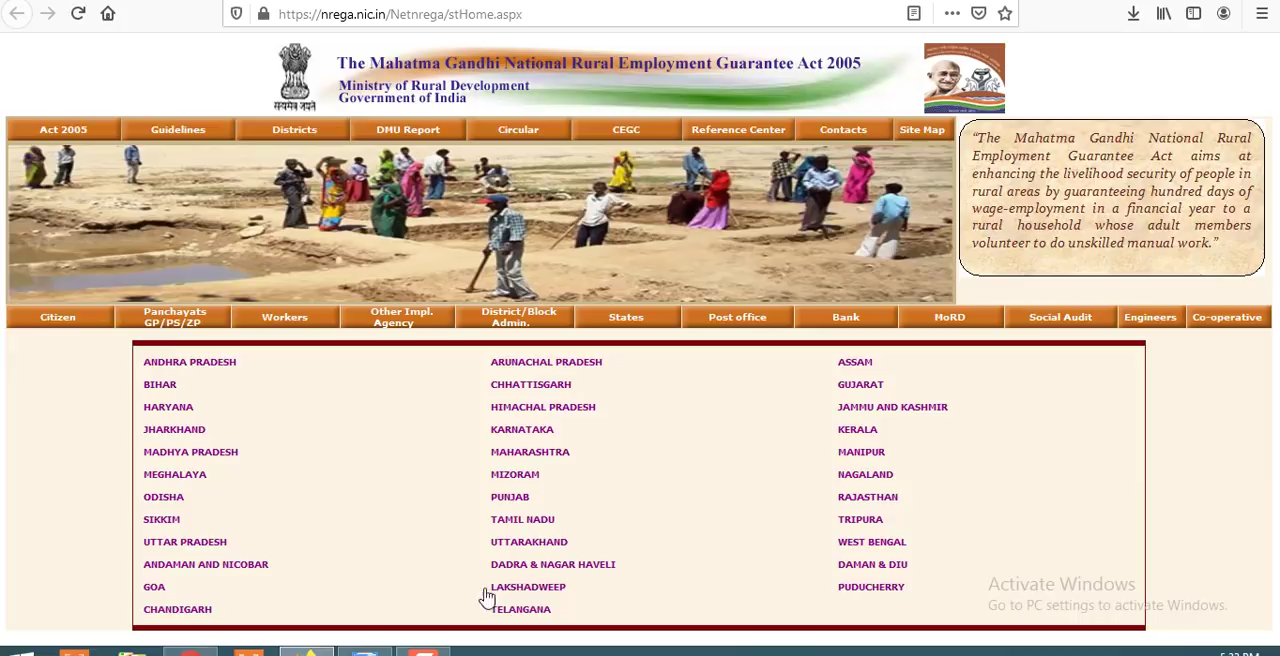 https://nrega.nic.in/Netnrega/stHome.aspx
The Mahatma Gandhi National Rural Employment Guarantee Act 2005
Ministry of Rural Development
Government of India
सत्यमेव जयते
Act 2005 Guidelines Districts DMU Report Circular CEGC Reference Center Contacts Site Map
“The Mahatma Gandhi National Rural
Employment Guarantee Act aims at
enhancing the livelihood security of people in
rural areas by guaranteeing hundred days of
wage-employment in a financial year to a
rural household whose adult members
volunteer to do unskilled manual work.”
Citizen Panchayats GP/PS/ZP Workers Other Impl. Agency District/Block Admin. States Post office Bank MoRD Social Audit Engineers Co-operative
ANDHRA PRADESH ARUNACHAL PRADESH ASSAM
BIHAR CHHATTISGARH GUJARAT
HARYANA HIMACHAL PRADESH JAMMU AND KASHMIR
JHARKHAND KARNATAKA KERALA
MADHYA PRADESH MAHARASHTRA MANIPUR
MEGHALAYA MIZORAM NAGALAND
ODISHA PUNJAB RAJASTHAN
SIKKIM TAMIL NADU TRIPURA
UTTAR PRADESH UTTARAKHAND WEST BENGAL
ANDAMAN AND NICOBAR DADRA & NAGAR HAVELI DAMAN & DIU
GOA LAKSHADWEEP PUDUCHERRY
CHANDIGARH TELANGANA
Activate Windows
Go to PC settings to activate Windows.